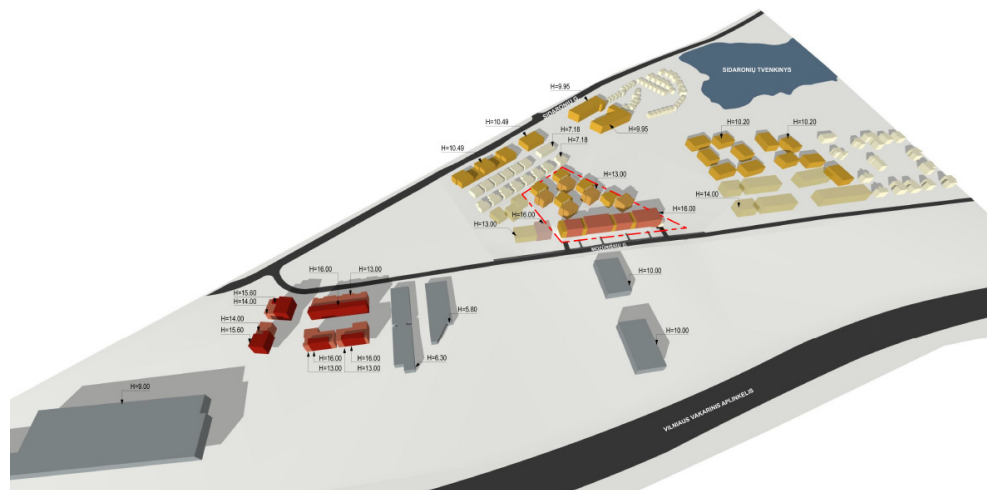 SIDARONIŲ TVENKINYS
H=9.95
SIDARONIŲ G.
H=10.49
H=9.95
H=7.18
H=7.18
H=10.49
H=10.20
H=10.20
H=13.00
H=14.00
H=16.00
H=16.00
H=13.00
H=16.00
H=13.00
H=10.00
H=15.60
H=14.00
H=5.80
H=14.00
H=15.60
H=10.00
H=16.00
H=16.00
H=6.30
H=13.00
H=13.00
H=9.00
VILNIAUS VAKARINIS APLINKELIS